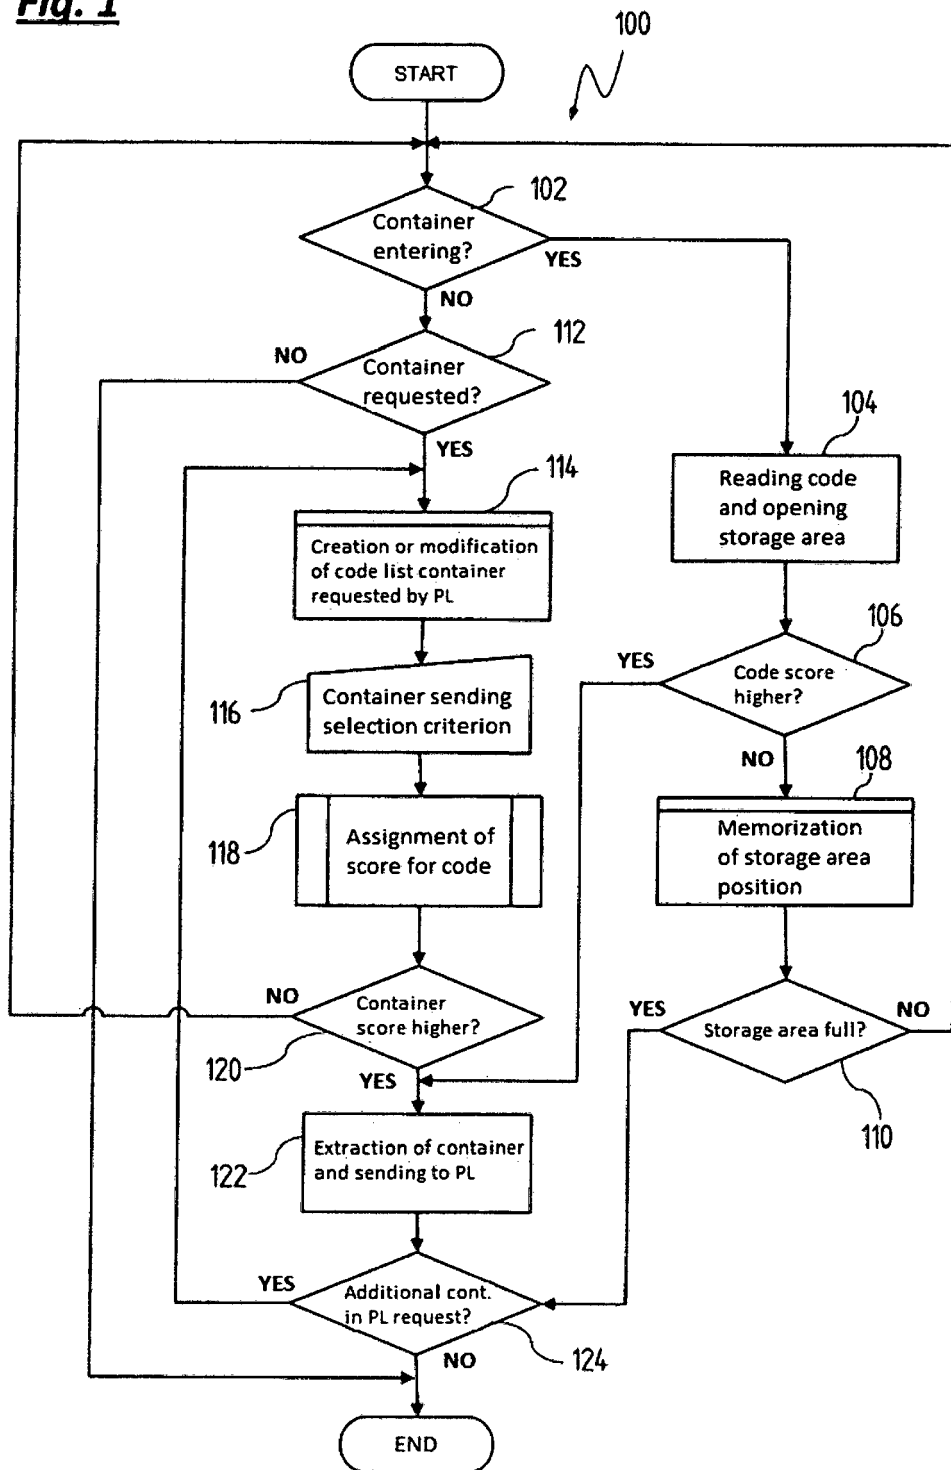 Fig. 1
100
START
102
Container
entering?
YES
NO
112
NO
Container
requested?
YES
104
Reading code
and opening
storage area
114
Creation or modification
of code list container
requested by PL
106
YES
Code score
higher?
NO
116
Container sending
selection criterion
108
Memorization
of storage area
position
118
Assignment of
score for code
NO
Container
score higher?
120
YES
YES
Storage area full?
NO
110
Extraction of container
and sending to PL
122
YES
Additional cont.
in PL request?
NO
124
END